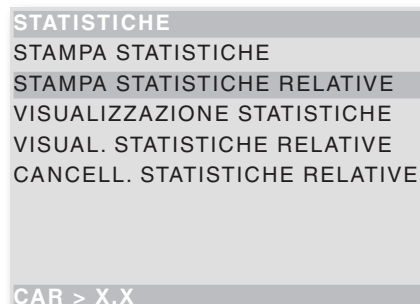 STATISTICHE
STAMPA STATISTICHE
STAMPA STATISTICHE RELATIVE
VISUALIZZAZIONE STATISTICHE
VISUAL. STATISTICHE RELATIVE
CANCELL. STATISTICHE RELATIVE
CAR > X.X